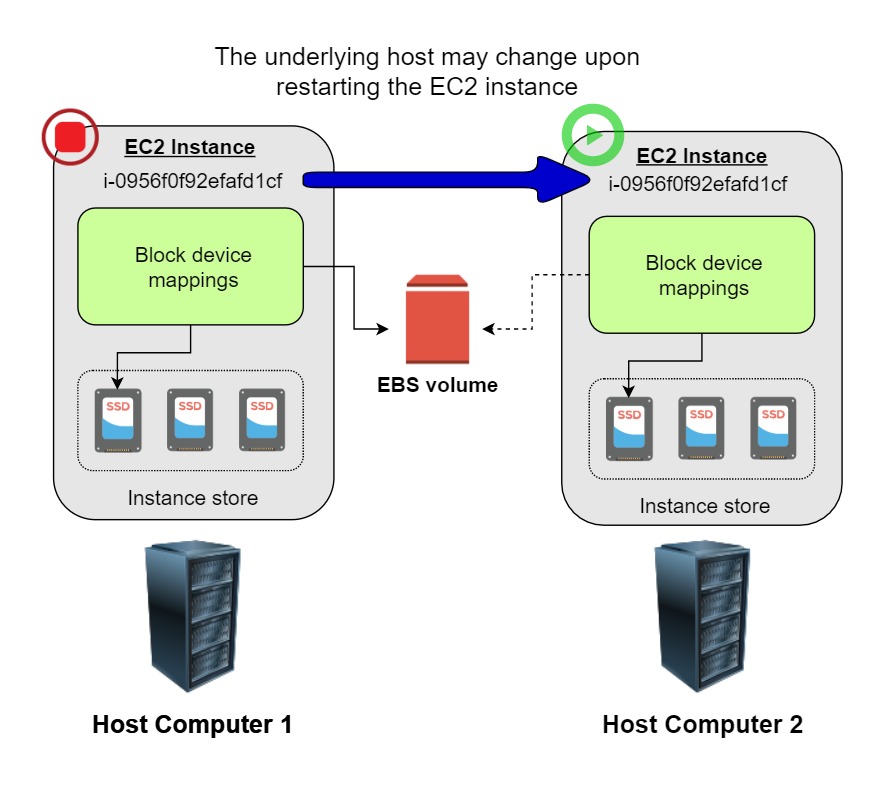 The underlying host may change upon
restarting the EC2 instance
EC2 Instance
i-0956f0f92efafd1cf
Block device
mappings
SSD
SSD
SSD
Instance store
Host Computer 1
EBS volume
EC2 Instance
i-0956f0f92efafd1cf
Block device
mappings
SSD
SSD
SSD
Instance store
Host Computer 2